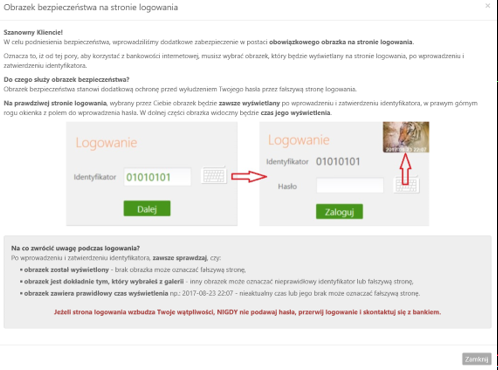 Obrazek bezpieczeństwa na stronie logowania
×
Szanowny Kliencie!
W celu podniesienia bezpieczeństwa, wprowadziliśmy dodatkowe zabezpieczenie w postaci obowiązkowego obrazka na stronie logowania.
Oznacza to, iż od tej pory, aby korzystać z bankowości internetowej, musisz wybrać obrazek, który będzie wyświetlany na stronie logowania, po wprowadzeniu i
zatwierdzeniu identyfikatora.
Do czego służy obrazek bezpieczeństwa?
Obrazek bezpieczeństwa stanowi dodatkową ochronę przed wyłudzeniem Twojego hasła przez fałszywą stronę logowania.
Na prawdziwej stronie logowania, wybrany przez Ciebie obrazek będzie zawsze wyświetlany po wprowadzeniu i zatwierdzeniu identyfikatora, w prawym górnym
rogu okienka z polem do wprowadzenia hasła. W dolnej części obrazka widoczny będzie czas jego wyświetlenia.
Logowanie
Identyfikator 01010101
Dalej
Logowanie
2017-08-23 22:07
Identyfikator 01010101
Hasło
Zaloguj
Na co zwrócić uwagę podczas logowania?
Po wprowadzeniu i zatwierdzeniu identyfikatora, zawsze sprawdzaj, czy:
• obrazek został wyświetlony - brak obrazka może oznaczać fałszywą stronę,
• obrazek jest dokładnie tym, który wybrałeś z galerii - inny obrazek może oznaczać nieprawidłowy identyfikator lub fałszywą stronę,
• obrazek zawiera prawidłowy czas wyświetlenia np.: 2017-08-23 22:07 - nieaktualny czas lub jego brak może oznaczać fałszywą stronę.
Jeżeli strona logowania wzbudza Twoje wątpliwości, NIGDY nie podawaj hasła, przerwij logowanie i skontaktuj się z bankiem.
Zamknij